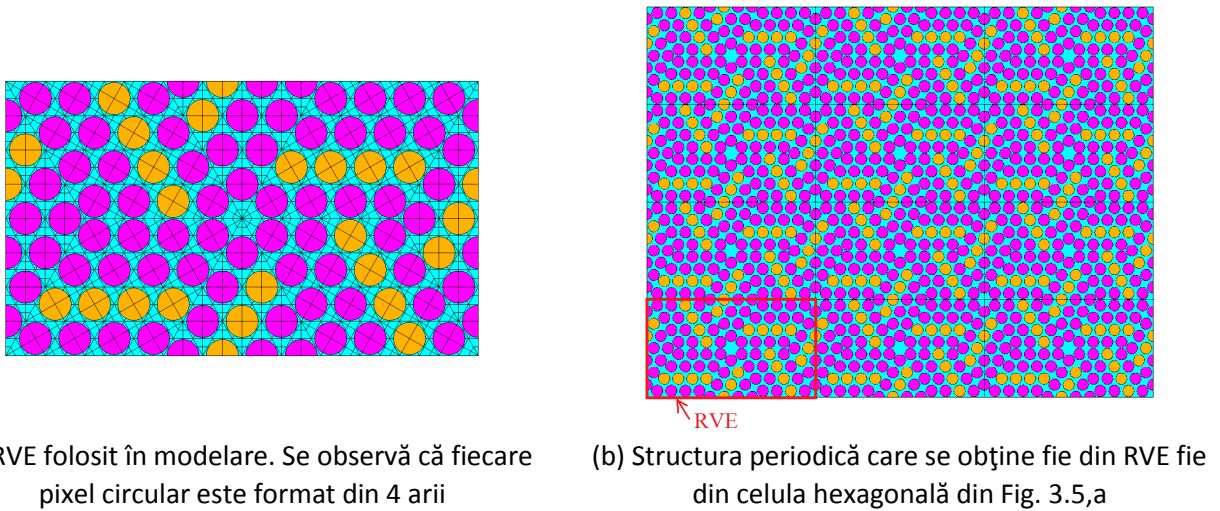 RVE
RVE folosit în modelare. Se observă că fiecare
pixel circular este format din 4 arii
(b) Structura periodică care se obţine fie din RVE fie
din celula hexagonală din Fig. 3.5,a